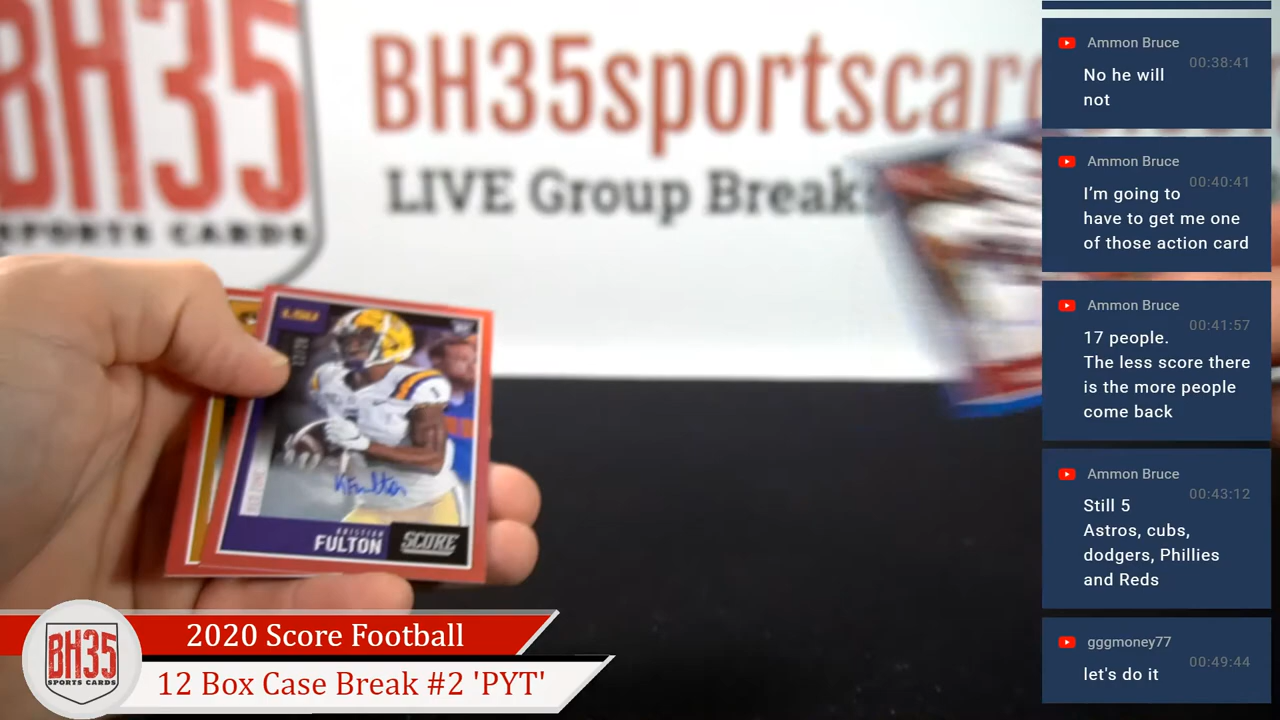 BH35
SPORTS CARDS
BH35sportscar
LIVE Group Breaks
LSU
KFulton
KRISTIAN
FULTON
SCORE
2020 Score Football
12 Box Case Break #2 'PYT'
BH35
SPORTS CARDS
Ammon Bruce
00:38:41
No he will
not
Ammon Bruce
00:40:41
I'm going to
have to get me one
of those action card
Ammon Bruce
00:41:57
17 people.
The less score there
is the more people
come back
Ammon Bruce
00:43:12
Still 5
Astros, cubs,
dodgers, Phillies
and Reds
gggmoney77
00:49:44
let's do it